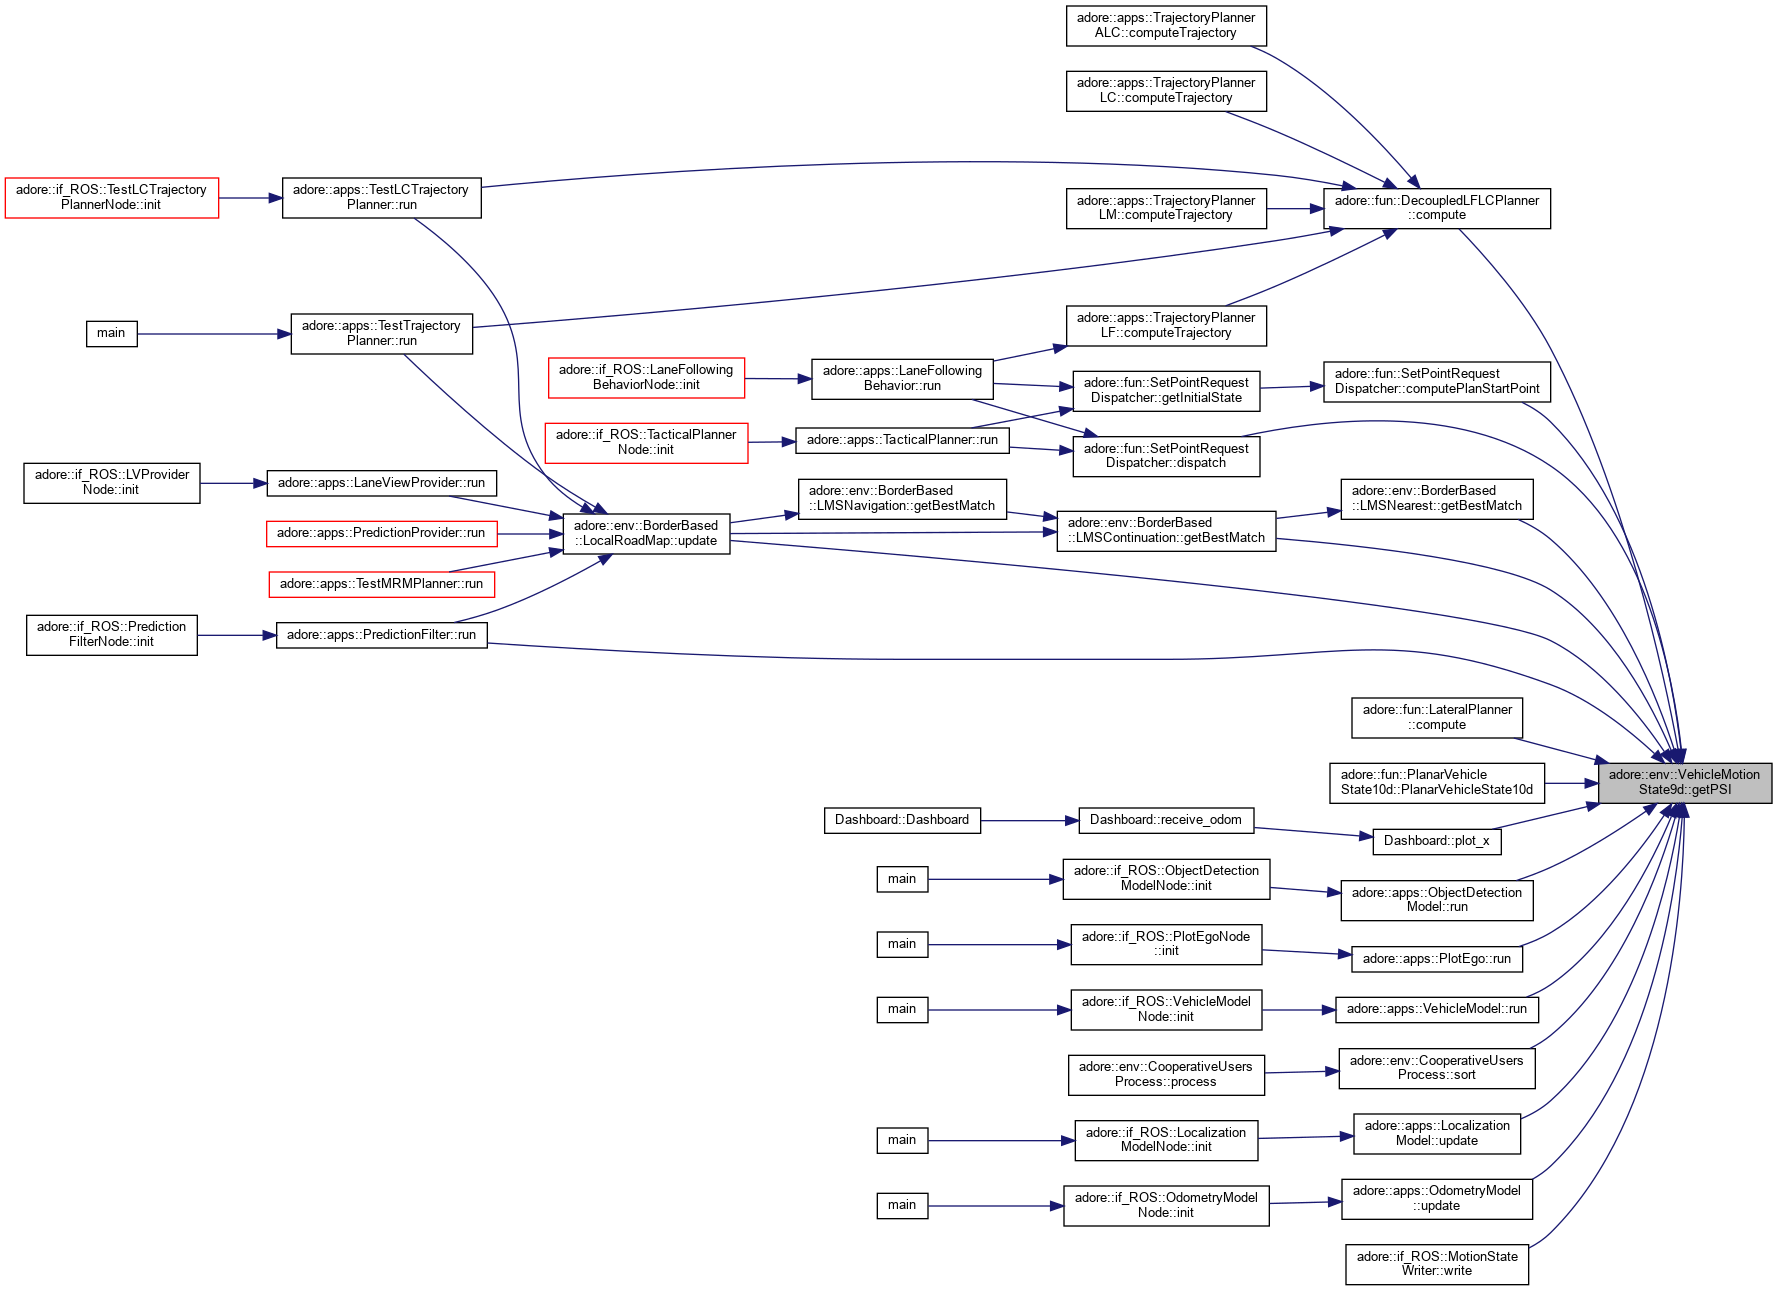 adore::apps::TrajectoryPlanner
ALC::computeTrajectory
adore::apps::TrajectoryPlanner
LC::computeTrajectory
adore::if_ROS::TestLCTrajectory
PlannerNode::init
adore::apps::TestLCTrajectory
Planner::run
adore::apps::TrajectoryPlanner
LM::computeTrajectory
adore::fun::DecoupledLFLCPlanner
::compute
main
adore::apps::TestTrajectory
Planner::run
adore::apps::TrajectoryPlanner
LF::computeTrajectory
adore::if_ROS::LaneFollowing
BehaviorNode::init
adore::apps::LaneFollowing
Behavior::run
adore::fun::SetPointRequest
Dispatcher::getInitialState
adore::fun::SetPointRequest
Dispatcher::computePlanStartPoint
adore::if_ROS::TacticalPlanner
Node::init
adore::apps::TacticalPlanner::run
adore::fun::SetPointRequest
Dispatcher::dispatch
adore::if_ROS::LVProvider
Node::init
adore::apps::LaneViewProvider::run
adore::env::BorderBased
::LMSNavigation::getBestMatch
adore::env::BorderBased
::LMSNearest::getBestMatch
adore::apps::PredictionProvider::run
adore::env::BorderBased
::LocalRoadMap::update
adore::env::BorderBased
::LMSContinuation::getBestMatch
adore::apps::TestMRMPlanner::run
adore::if_ROS::Prediction
FilterNode::init
adore::apps::PredictionFilter::run
adore::fun::LateralPlanner
::compute
adore::fun::PlanarVehicle
State10d::PlanarVehicleState10d
adore::env::VehicleMotion
State9d::getPSI
Dashboard::Dashboard
Dashboard::receive_odom
Dashboard::plot_x
main
adore::if_ROS::ObjectDetection
ModelNode::init
adore::apps::ObjectDetection
Model::run
main
adore::if_ROS::PlotEgoNode
::init
adore::apps::PlotEgo::run
main
adore::if_ROS::VehicleModel
Node::init
adore::apps::VehicleModel::run
adore::env::CooperativeUsers
Process::process
adore::env::CooperativeUsers
Process::sort
main
adore::if_ROS::Localization
ModelNode::init
adore::apps::Localization
Model::update
main
adore::if_ROS::OdometryModel
Node::init
adore::apps::OdometryModel
::update
adore::if_ROS::MotionState
Writer::write